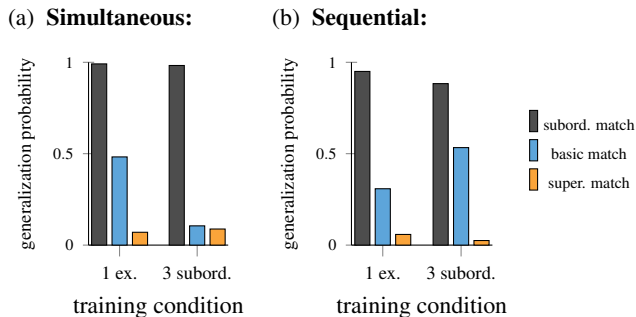 (a) Simultaneous:
generalization probability
1
0.5
0
1 ex.
3 subord.
training condition
(b) Sequential:
generalization probability
1
0.5
0
1 ex.
3 subord.
training condition
subord. match
basic match
super. match